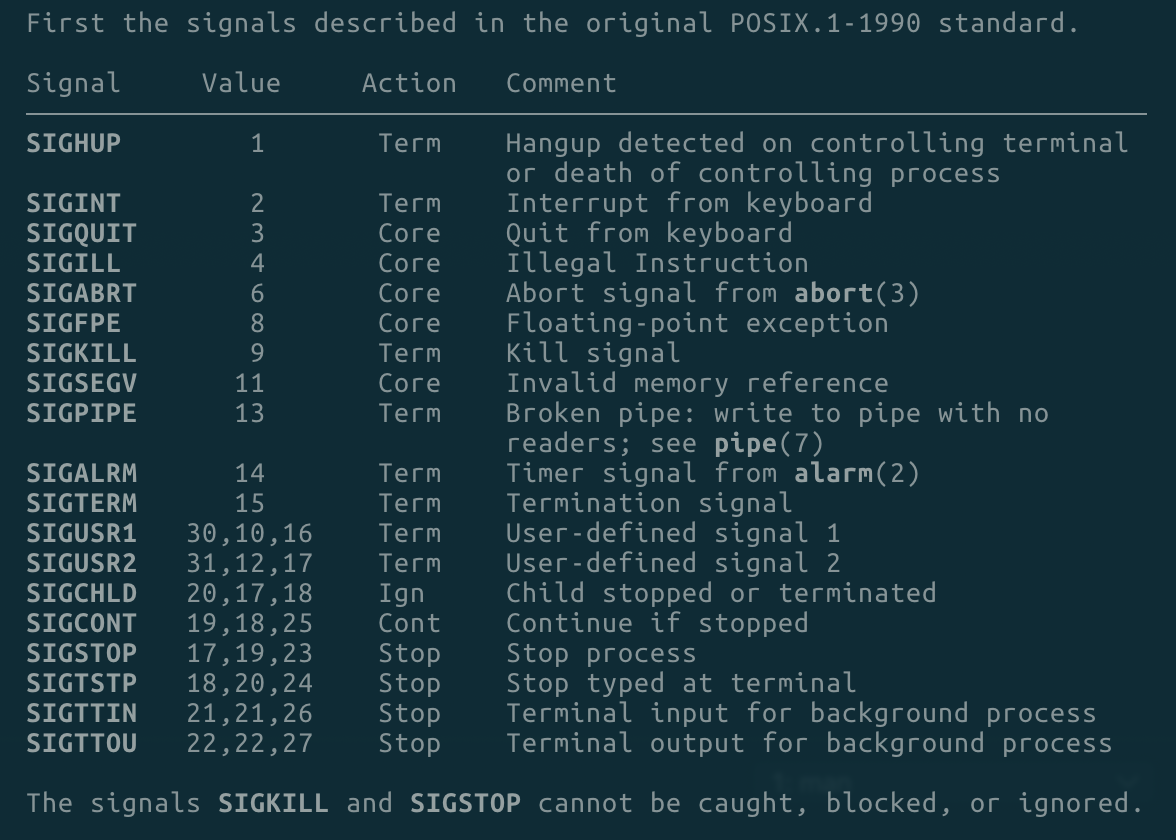 First the signals described in the original POSIX.1-1990 standard.
Signal Value Action Comment
SIGHUP 1 Term Hangup detected on controlling terminal
or death of controlling process
SIGINT 2 Term Interrupt from keyboard
SIGQUIT 3 Core Quit from keyboard
SIGILL 4 Core Illegal Instruction
SIGABRT 6 Core Abort signal from abort(3)
SIGFPE 8 Core Floating-point exception
SIGKILL 9 Term Kill signal
SIGSEGV 11 Core Invalid memory reference
SIGPIPE 13 Term Broken pipe: write to pipe with no
readers; see pipe(7)
SIGALRM 14 Term Timer signal from alarm(2)
SIGTERM 15 Term Termination signal
SIGUSR1 30,10,16 Term User-defined signal 1
SIGUSR2 31,12,17 Term User-defined signal 2
SIGCHLD 20,17,18 Ign Child stopped or terminated
SIGCONT 19,18,25 Cont Continue if stopped
SIGSTOP 17,19,23 Stop Stop process
SIGTSTP 18,20,24 Stop Stop typed at terminal
SIGTTIN 21,21,26 Stop Terminal input for background process
SIGTTOU 22,22,27 Stop Terminal output for background process
The signals SIGKILL and SIGSTOP cannot be caught, blocked, or ignored.